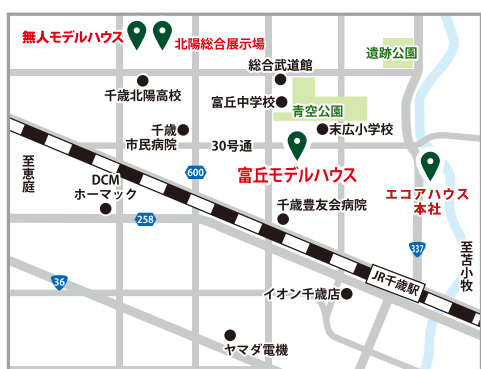 無人モデルハウス
北陽総合展示場
遺跡公園
総合武道館
千歳北陽高校
富丘中学校
青空公園
千歳
市民病院
末広小学校
30号通
至恵庭
600
富丘モデルハウス
DCM
ホーマック
エコアハウス
本社
千歳豊友会病院
258
337
至苫小牧
JR千歳駅
36
イオン千歳店
ヤマダ電機